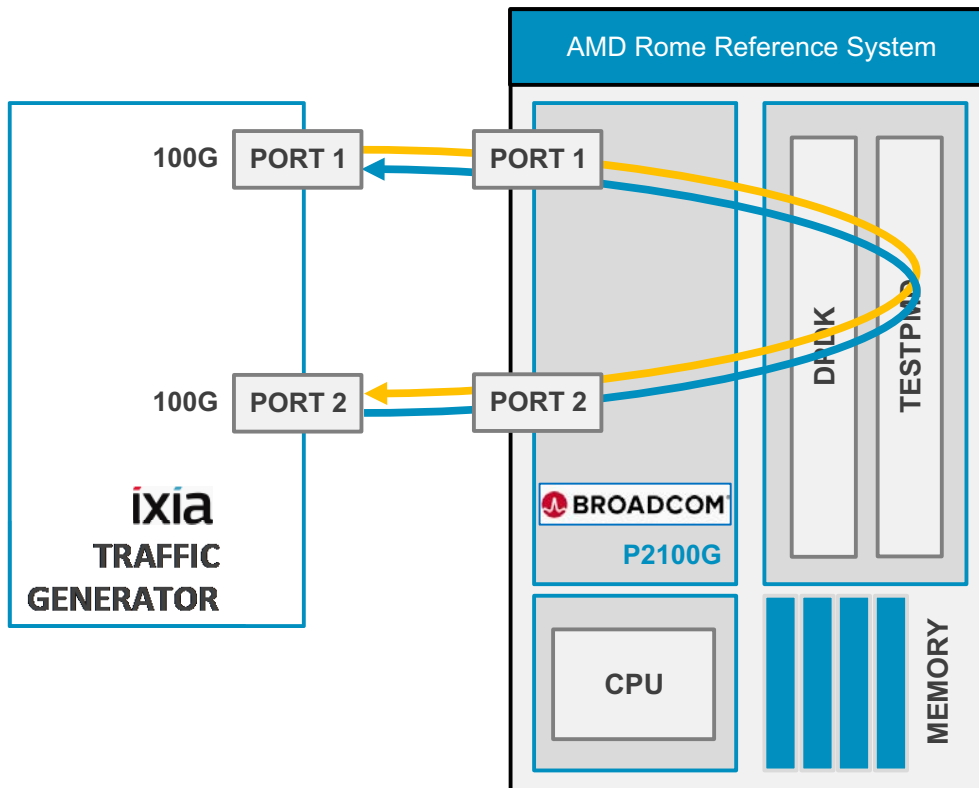 AMD Rome Reference System
100G
PORT 1
PORT 1
100G
PORT 2
PORT 2
DPDK
TESTPMD
ixia
TRAFFIC
GENERATOR
BROADCOM®
P2100G
CPU
MEMORY